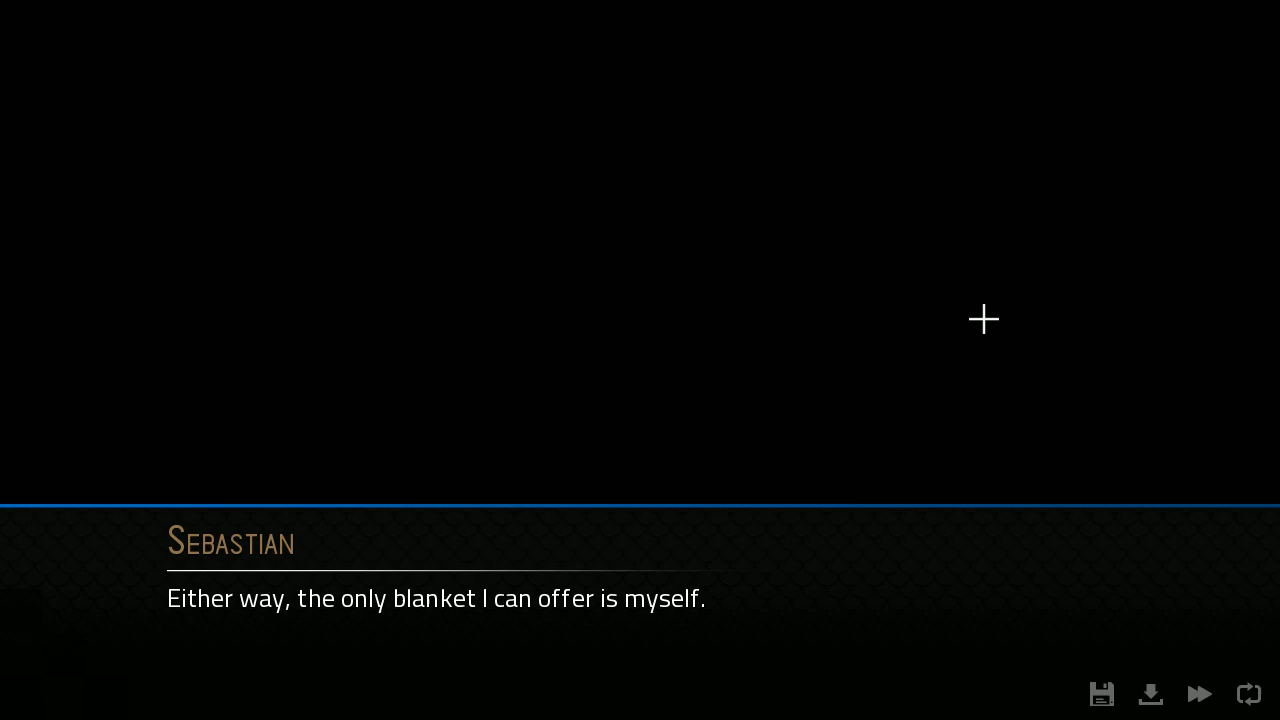 Sebastian
Either way, the only blanket I can offer is myself.